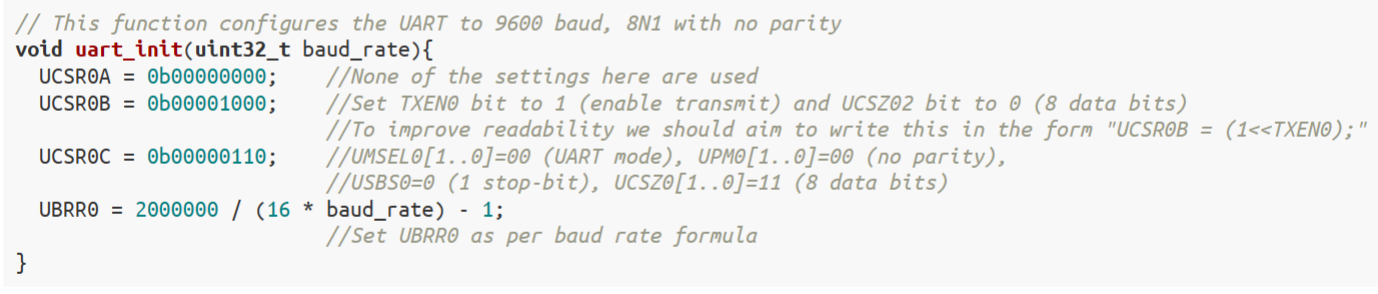 // This function configures the UART to 9600 baud, 8N1 with no parity
void uart_init(uint32_t baud_rate){
  UCSR0A = 0b00000000;    //None of the settings here are used
  UCSR0B = 0b00001000;    //Set TXEN0 bit to 1 (enable transmit) and UCSZ02 bit to 0 (8 data bits)
                          //To improve readability we should aim to write this in the form "UCSR0B = (1<<TXEN0);"
  UCSR0C = 0b00000110;    //UMSEL0[1..0]=00 (UART mode), UPM0[1..0]=00 (no parity),
                          //USBS0=0 (1 stop-bit), UCSZ0[1..0]=11 (8 data bits)
  UBRR0 = 2000000 / (16 * baud_rate) - 1;
                          //Set UBRR0 as per baud rate formula
}